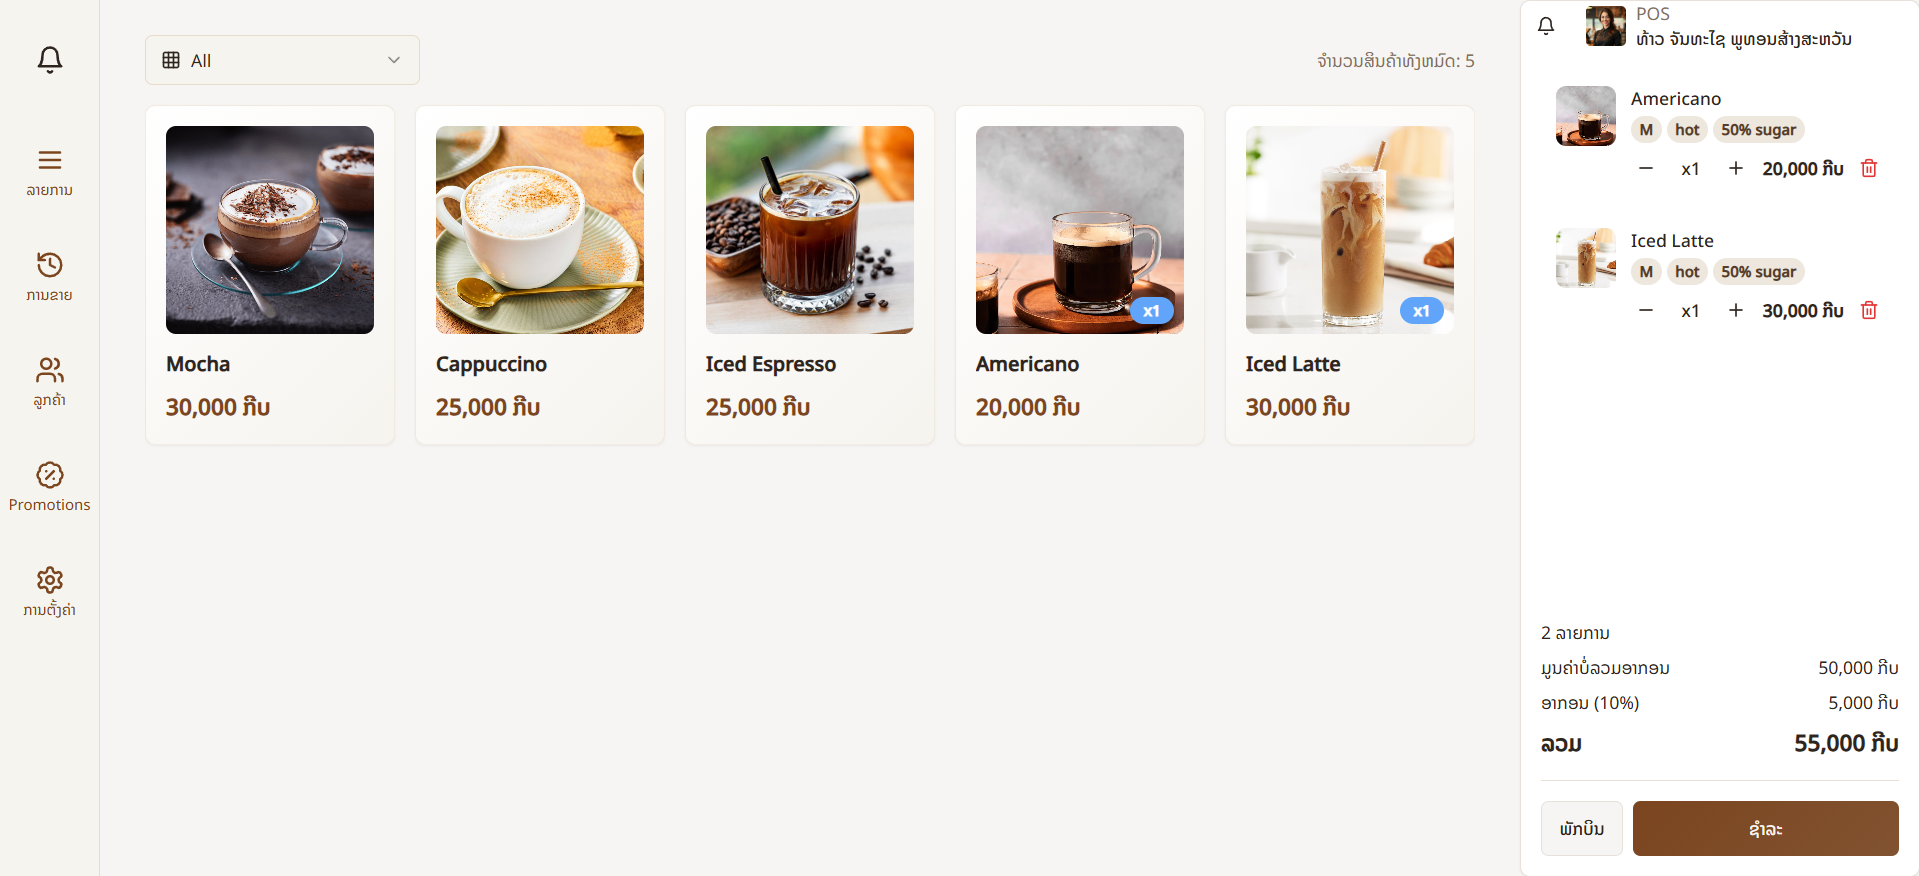 ລາຍການ
ການຂາຍ
ລູກຄ້າ
Promotions
ການຕັ້ງຄ່າ
All
ຈຳນວນສິນຄ້າທັງຫມົດ: 5
Mocha
30,000 ກີບ
Cappuccino
25,000 ກີບ
Iced Espresso
25,000 ກີບ
x1
Americano
20,000 ກີບ
x1
Iced Latte
30,000 ກີບ
POS
ທ້າວ ຈັນທະໄຊ ພູທອນສ້າງສະຫວັນ
Americano
M hot 50% sugar
x1 20,000 ກີບ
Iced Latte
M hot 50% sugar
x1 30,000 ກີບ
2 ລາຍການ
ມູນຄ່າບໍ່ລວມອາກອນ 50,000 ກີບ
ອາກອນ (10%) 5,000 ກີບ
ລວມ 55,000 ກີບ
ພັກບິນ ຊຳລະ